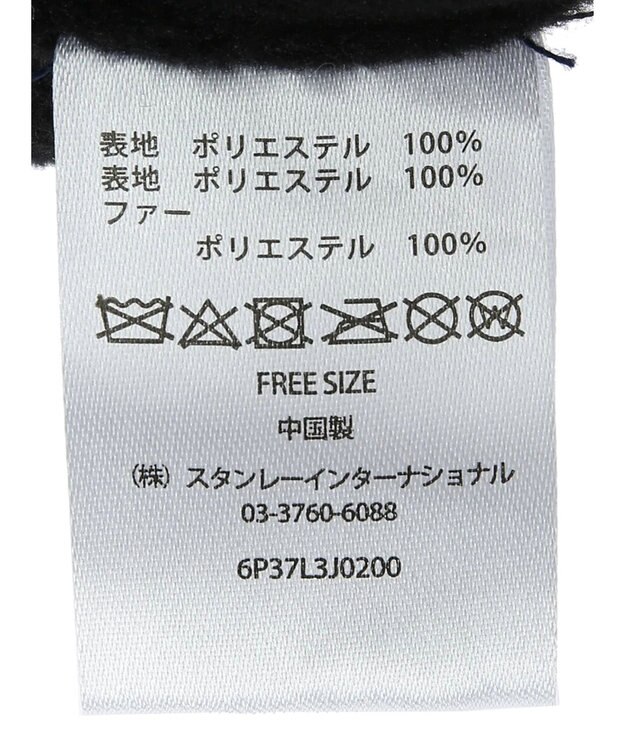 表地 ポリエステル 100%
表地 ポリエステル 100%
ファー
ポリエステル 100%
FREE SIZE
中国製
(株) スタンレーインターナショナル
03-3760-6088
6P37L3J0200